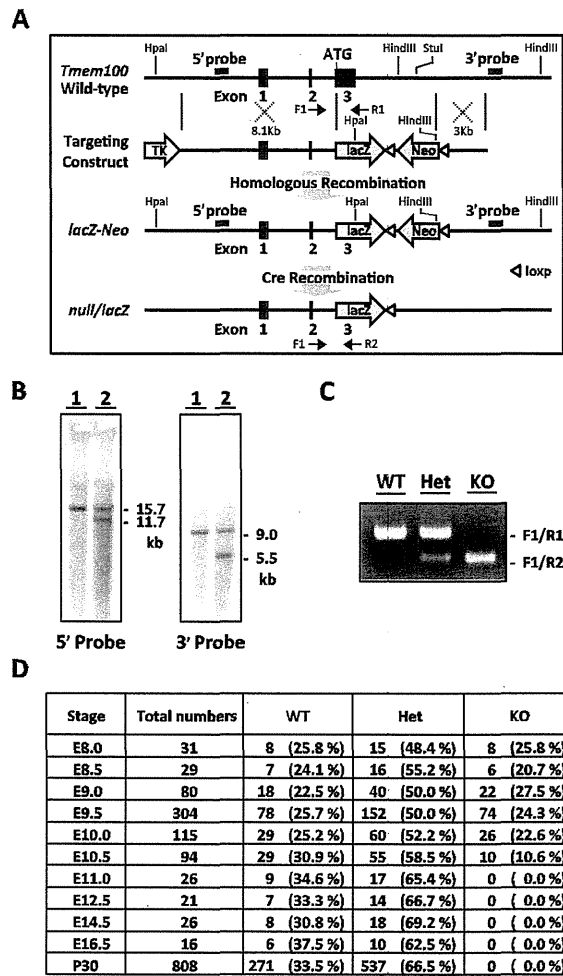 A
HpaI 5'probe ATG HindIII StuI 3'probe HindIII
Tmem100
Wild-type
Exon 1 2 3
F1 R1
HpaI HindIII
Targeting
Construct
TK 8.1Kb lacZ Neo 3Kb
Homologous Recombination
HpaI 5'probe HpaI HindIII 3'probe HindIII
lacZ-Neo lacZ Neo
Exon 1 2 3
Cre Recombination loxp
null/lacZ lacZ
Exon 1 2 3
F1 R2
B
1 2 1 2
- 15.7
- 11.7
kb
- 9.0
- 5.5
kb
5' Probe 3' Probe
C
WT Het KO
- F1/R1
- F1/R2
D
Stage Total numbers WT Het KO
E8.0 31 8 (25.8 %) 15 (48.4 %) 8 (25.8 %)
E8.5 29 7 (24.1 %) 16 (55.2 %) 6 (20.7 %)
E9.0 80 18 (22.5 %) 40 (50.0 %) 22 (27.5 %)
E9.5 304 78 (25.7 %) 152 (50.0 %) 74 (24.3 %)
E10.0 115 29 (25.2 %) 60 (52.2 %) 26 (22.6 %)
E10.5 94 29 (30.9 %) 55 (58.5 %) 10 (10.6 %)
E11.0 26 9 (34.6 %) 17 (65.4 %) 0 ( 0.0 %)
E12.5 21 7 (33.3 %) 14 (66.7 %) 0 ( 0.0 %)
E14.5 26 8 (30.8 %) 18 (69.2 %) 0 ( 0.0 %)
E16.5 16 6 (37.5 %) 10 (62.5 %) 0 ( 0.0 %)
P30 808 271 (33.5 %) 537 (66.5 %) 0 ( 0.0 %)